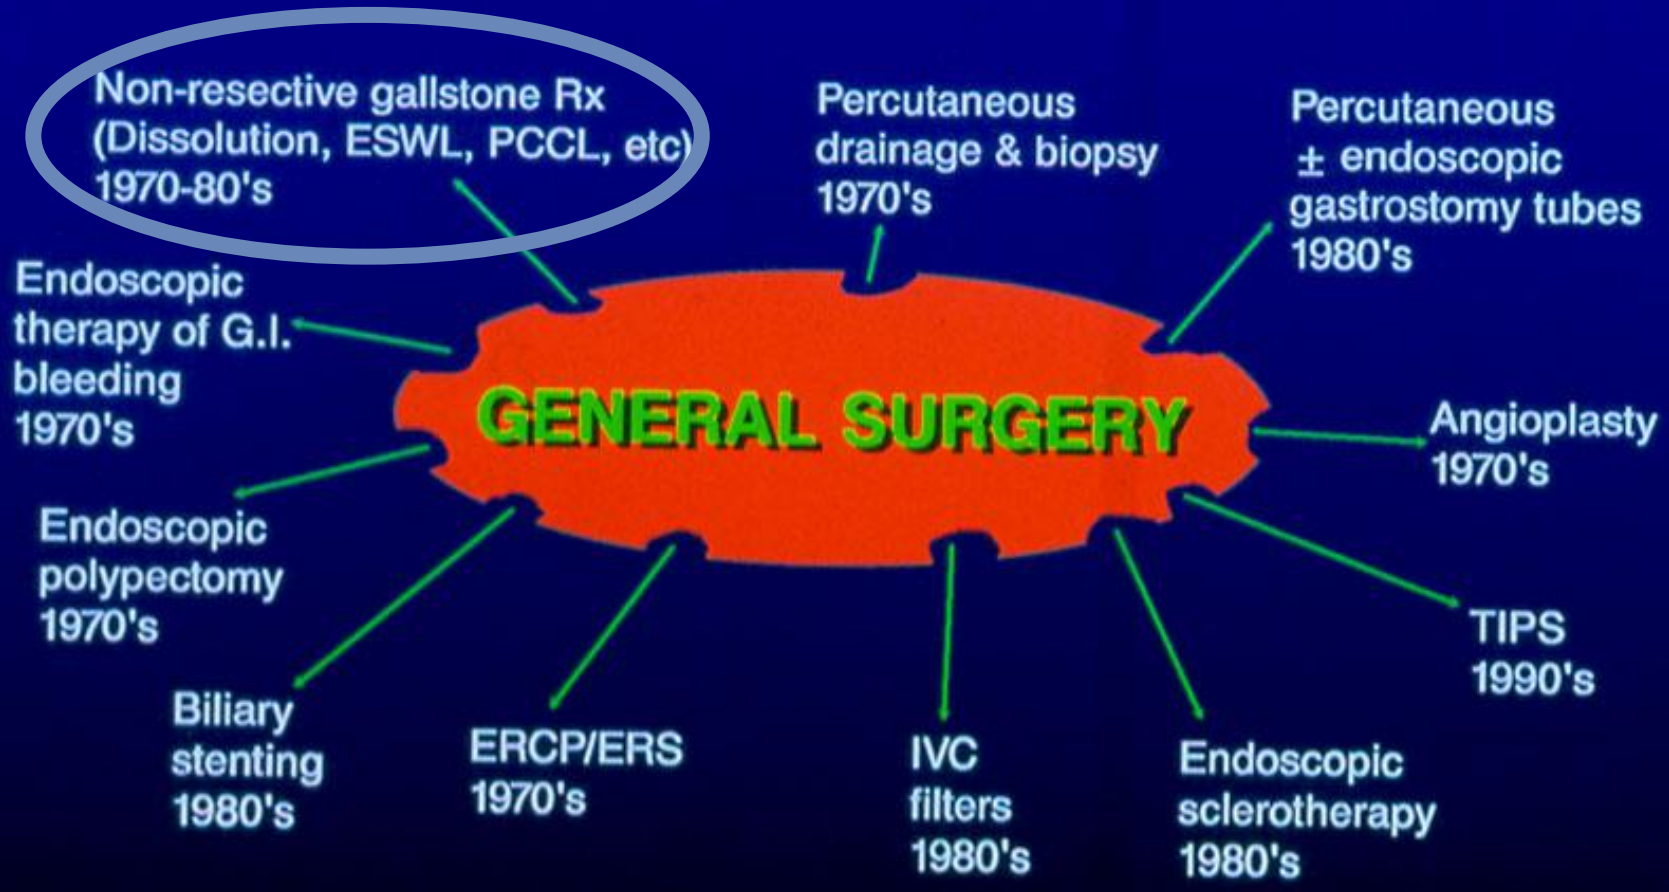 Non-resective gallstone Rx
(Dissolution, ESWL, PCCL, etc)
1970-80's
Percutaneous
drainage & biopsy
1970's
Percutaneous
± endoscopic
gastrostomy tubes
1980's
Endoscopic
therapy of G.I.
bleeding
1970's
GENERAL SURGERY
Angioplasty
1970's
Endoscopic
polypectomy
1970's
TIPS
1990's
Biliary
stenting
1980's
ERCP/ERS
1970's
IVC
filters
1980's
Endoscopic
sclerotherapy
1980's